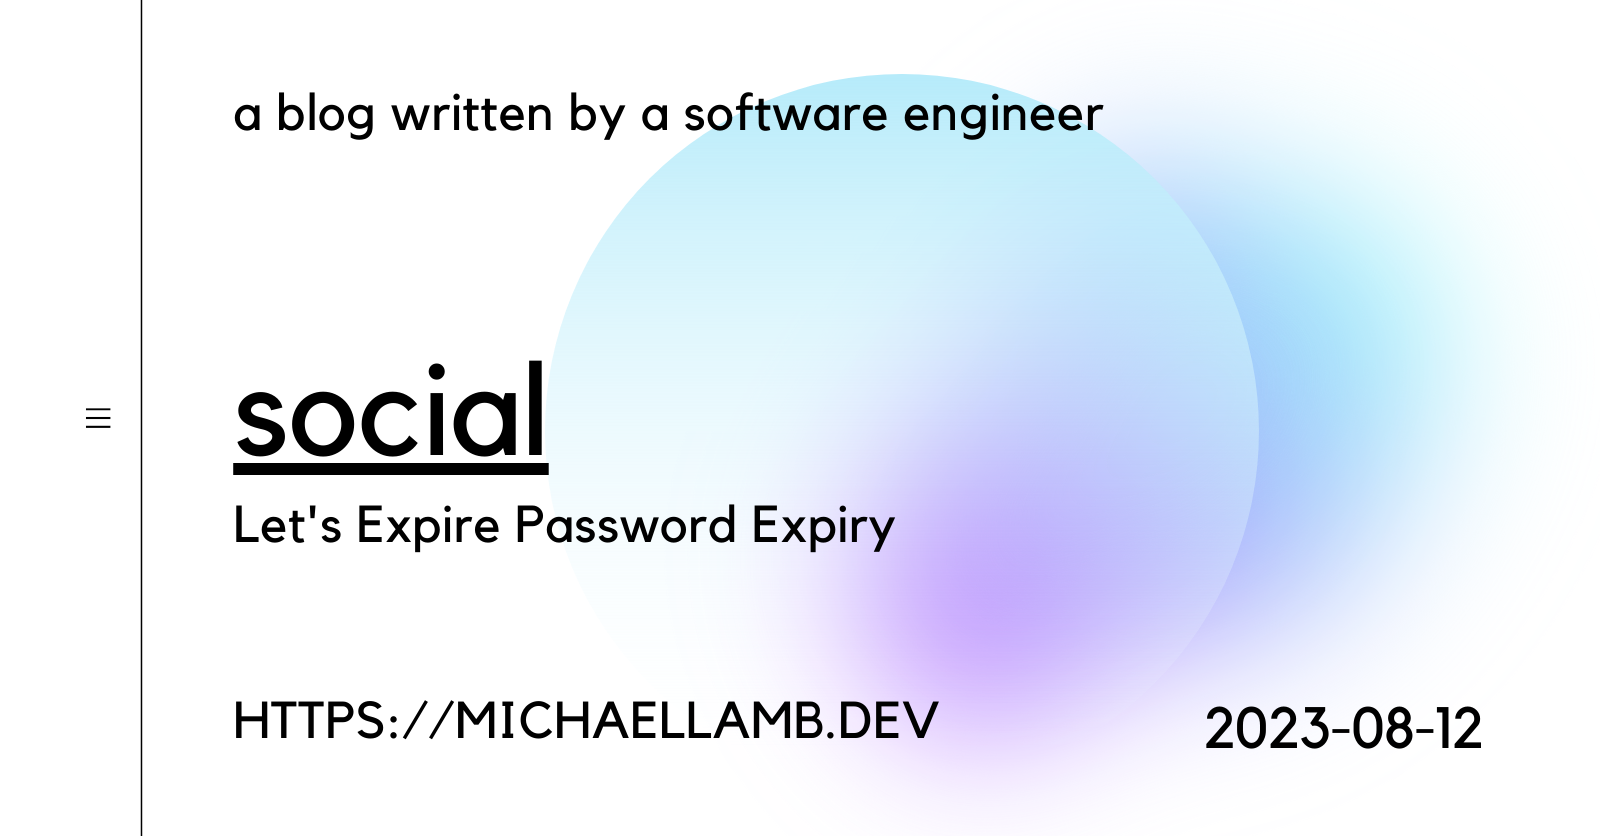 a blog written by a software engineer
social
Let's Expire Password Expiry
HTTPS://MICHAELLAMB.DEV
2023-08-12